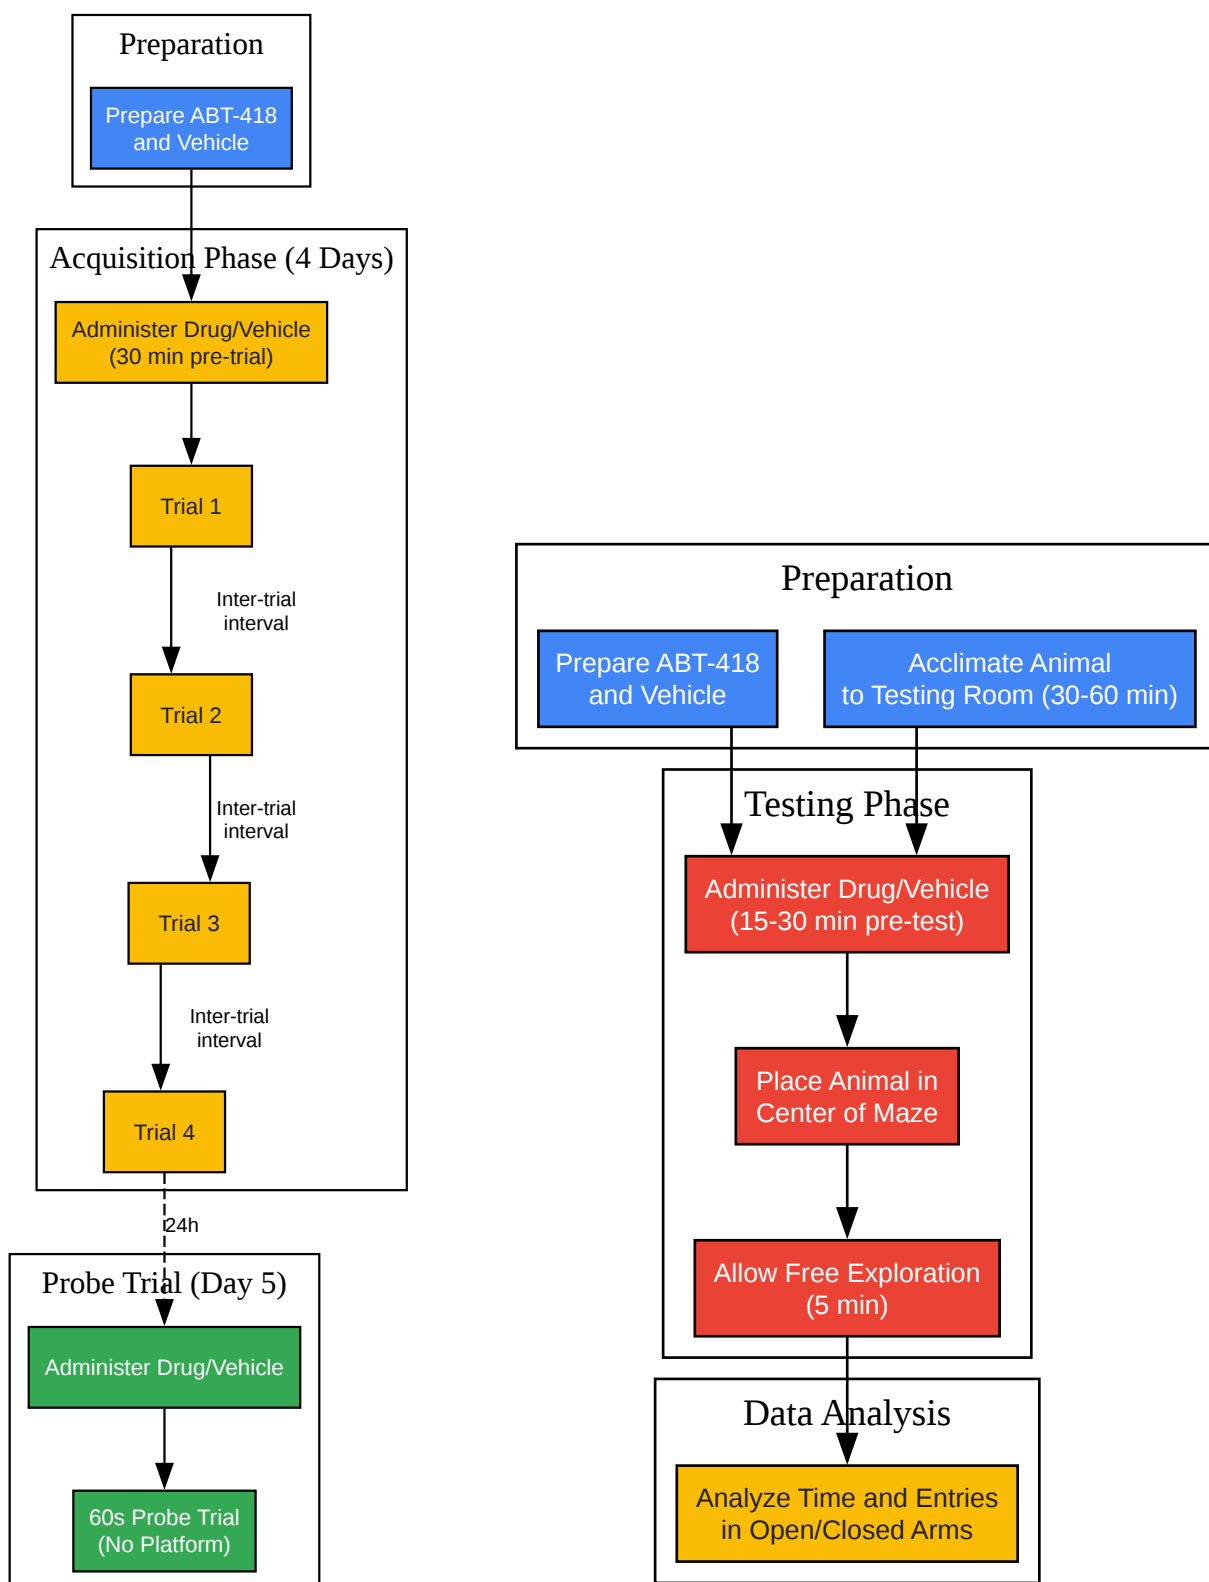 Preparation
Prepare ABT-418
and Vehicle
Acquisition Phase (4 Days)
Administer Drug/Vehicle
(30 min pre-trial)
Trial 1
Inter-trial
interval
Trial 2
Inter-trial
interval
Trial 3
Inter-trial
interval
Trial 4
24h
Probe Trial (Day 5)
Administer Drug/Vehicle
60s Probe Trial
(No Platform)
Preparation
Prepare ABT-418
and Vehicle
Acclimate Animal
to Testing Room (30-60 min)
Testing Phase
Administer Drug/Vehicle
(15-30 min pre-test)
Place Animal in
Center of Maze
Allow Free Exploration
(5 min)
Data Analysis
Analyze Time and Entries
in Open/Closed Arms